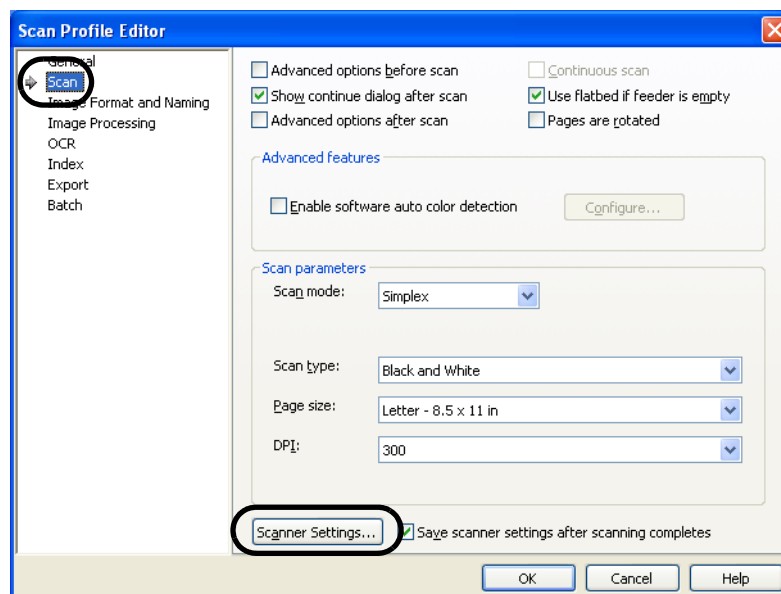 Scan Profile Editor
General
Scan
Image Format and Naming
Image Processing
OCR
Index
Export
Batch
Advanced options before scan
Continuous scan
Show continue dialog after scan
Use flatbed if feeder is empty
Advanced options after scan
Pages are rotated
Advanced features
Enable software auto color detection
Configure...
Scan parameters
Scan mode:
Simplex
Scan type:
Black and White
Page size:
Letter - 8.5 x 11 in
DPI:
300
Scanner Settings...
Save scanner settings after scanning completes
OK
Cancel
Help